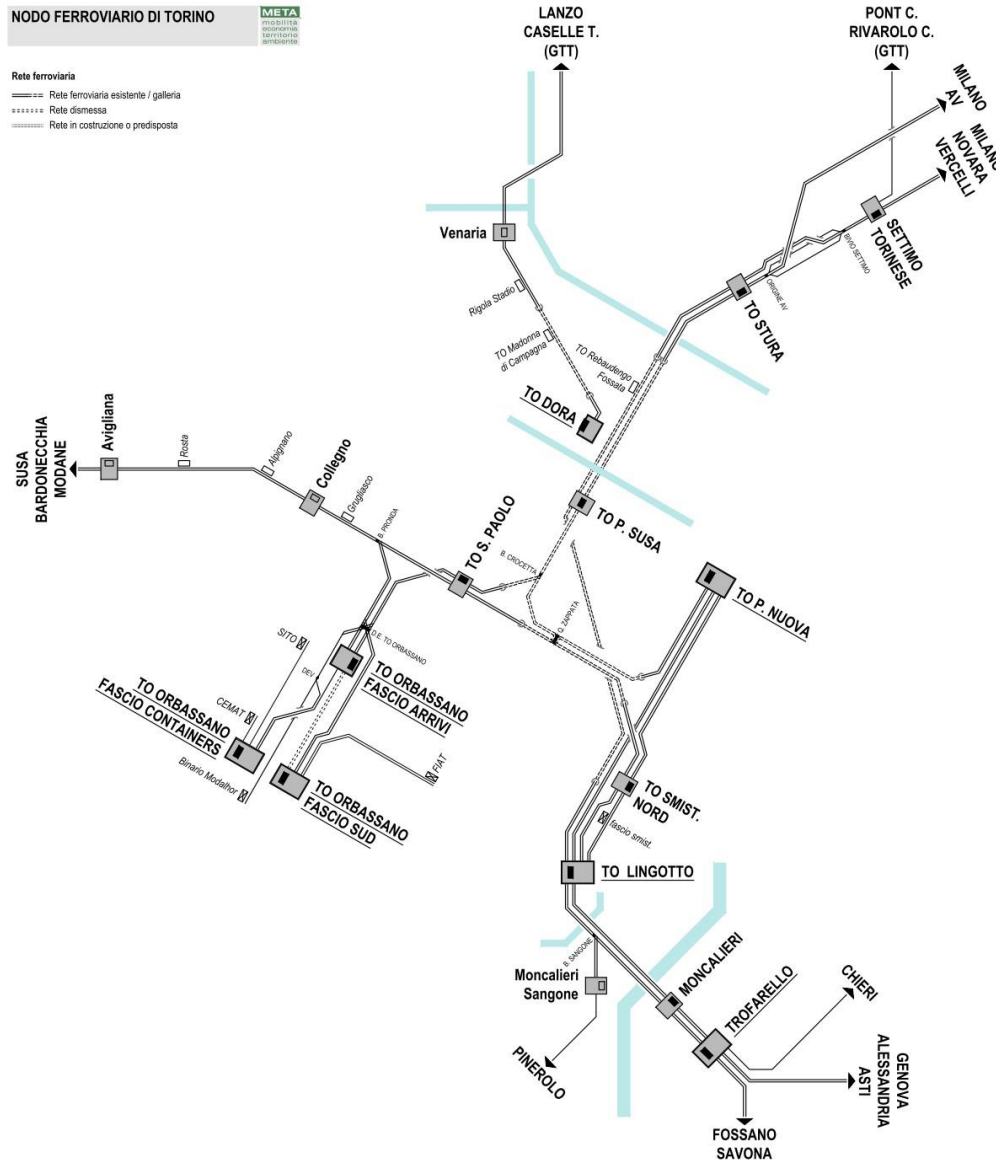 NODO FERROVIARIO DI TORINO
META
mobilità
economia
territorio
ambiente
Rete ferroviaria
Rete ferroviaria esistente / galleria
Rete dismessa
Rete in costruzione o predisposta
LANZO
CASELLE T.
(GTT)
PONT C.
RIVAROLO C.
(GTT)
MILANO
AV
MILANO
NOVARA
VERCELLI
SETTIMO
TORINESE
BIVIO SETTIMO
ORIGINE AV
TO STURA
Venaria
Rigola Stadio
TO Madonna
di Campagna
TO Rebaudengo
Fossata
TO DORA
SUSA
BARDONECCHIA
MODANE
Avigliana
Rosta
Alpignano
Collegno
Grugliasco
B. PRONDA
TO S. PAOLO
B. CROCETTA
TO P. SUSA
Q. ZAPPATA
TO P. NUOVA
SITO
D.E. TO ORBASSANO
DEV.
CEMAT
TO ORBASSANO
FASCIO ARRIVI
TO ORBASSANO
FASCIO CONTAINERS
Binario Modalhor
TO ORBASSANO
FASCIO SUD
FIAT
TO SMIST.
NORD
fascio smist.
TO LINGOTTO
B. SANGONE
Moncalieri
Sangone
MONCALIERI
TROFARELLO
CHIERI
PINEROLO
GENOVA
ALESSANDRIA
ASTI
FOSSANO
SAVONA